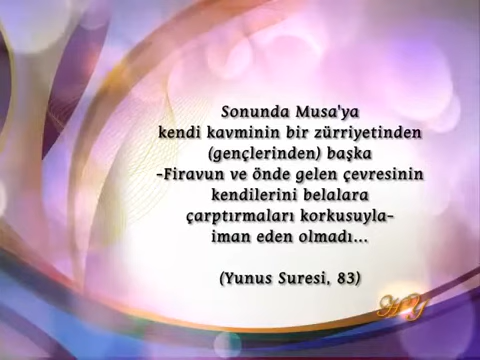 Sonunda Musa'ya
kendi kavminin bir zürriyetinden
(gençlerinden) başka
-Firavun ve önde gelen çevresinin
kendilerini belalara
çarptırmaları korkusuyla-
iman eden olmadı...
(Yunus Suresi, 83)
HY